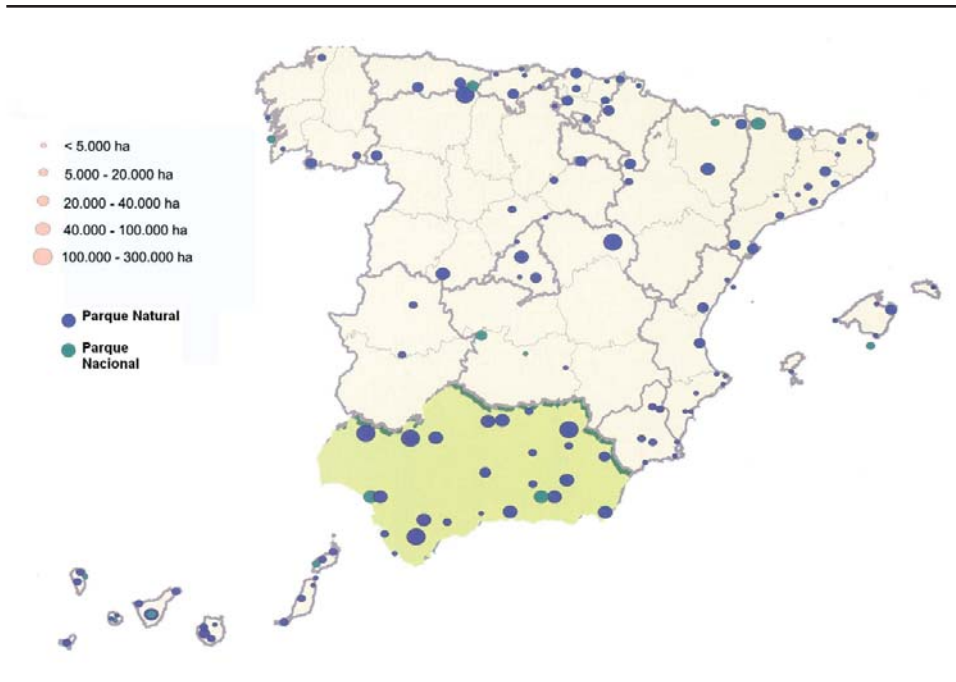 < 5.000 ha
5.000 - 20.000 ha
20.000 - 40.000 ha
40.000 - 100.000 ha
100.000 - 300.000 ha
Parque Natural
Parque
Nacional